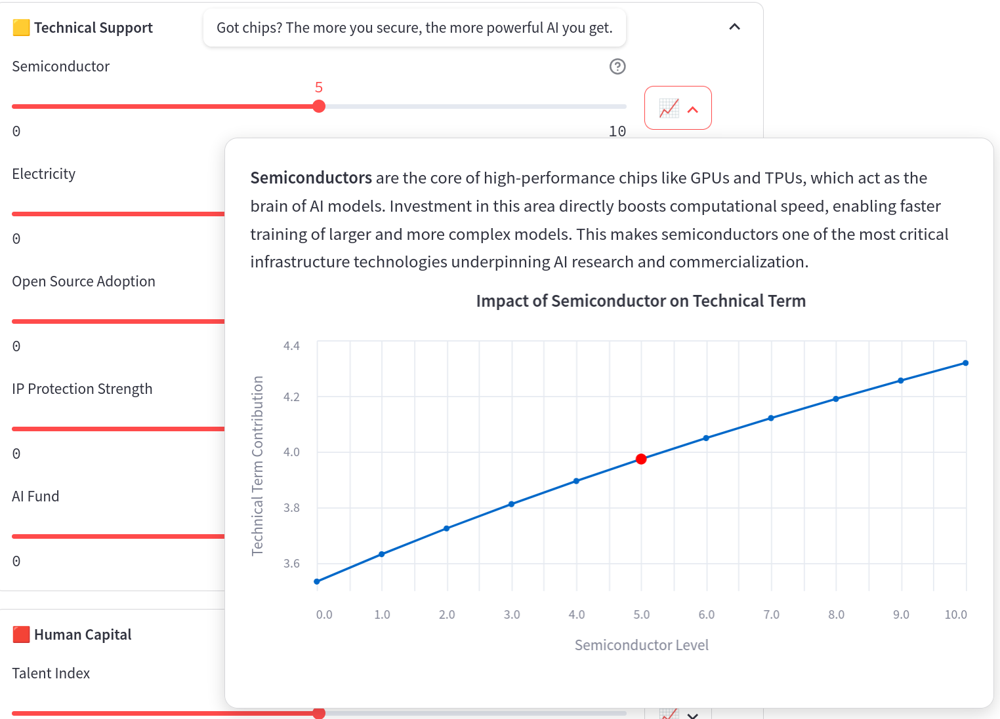 Technical Support
Got chips? The more you secure, the more powerful AI you get.
Semiconductor
5
0
10
Electricity
0
Open Source Adoption
0
IP Protection Strength
0
AI Fund
0
Human Capital
Talent Index
Semiconductors are the core of high-performance chips like GPUs and TPUs, which act as the
brain of AI models. Investment in this area directly boosts computational speed, enabling faster
training of larger and more complex models. This makes semiconductors one of the most critical
infrastructure technologies underpinning AI research and commercialization.
Impact of Semiconductor on Technical Term
Technical Term Contribution
4.4
4.2
4.0
3.8
3.6
0.0 1.0 2.0 3.0 4.0 5.0 6.0 7.0 8.0 9.0 10.0
Semiconductor Level